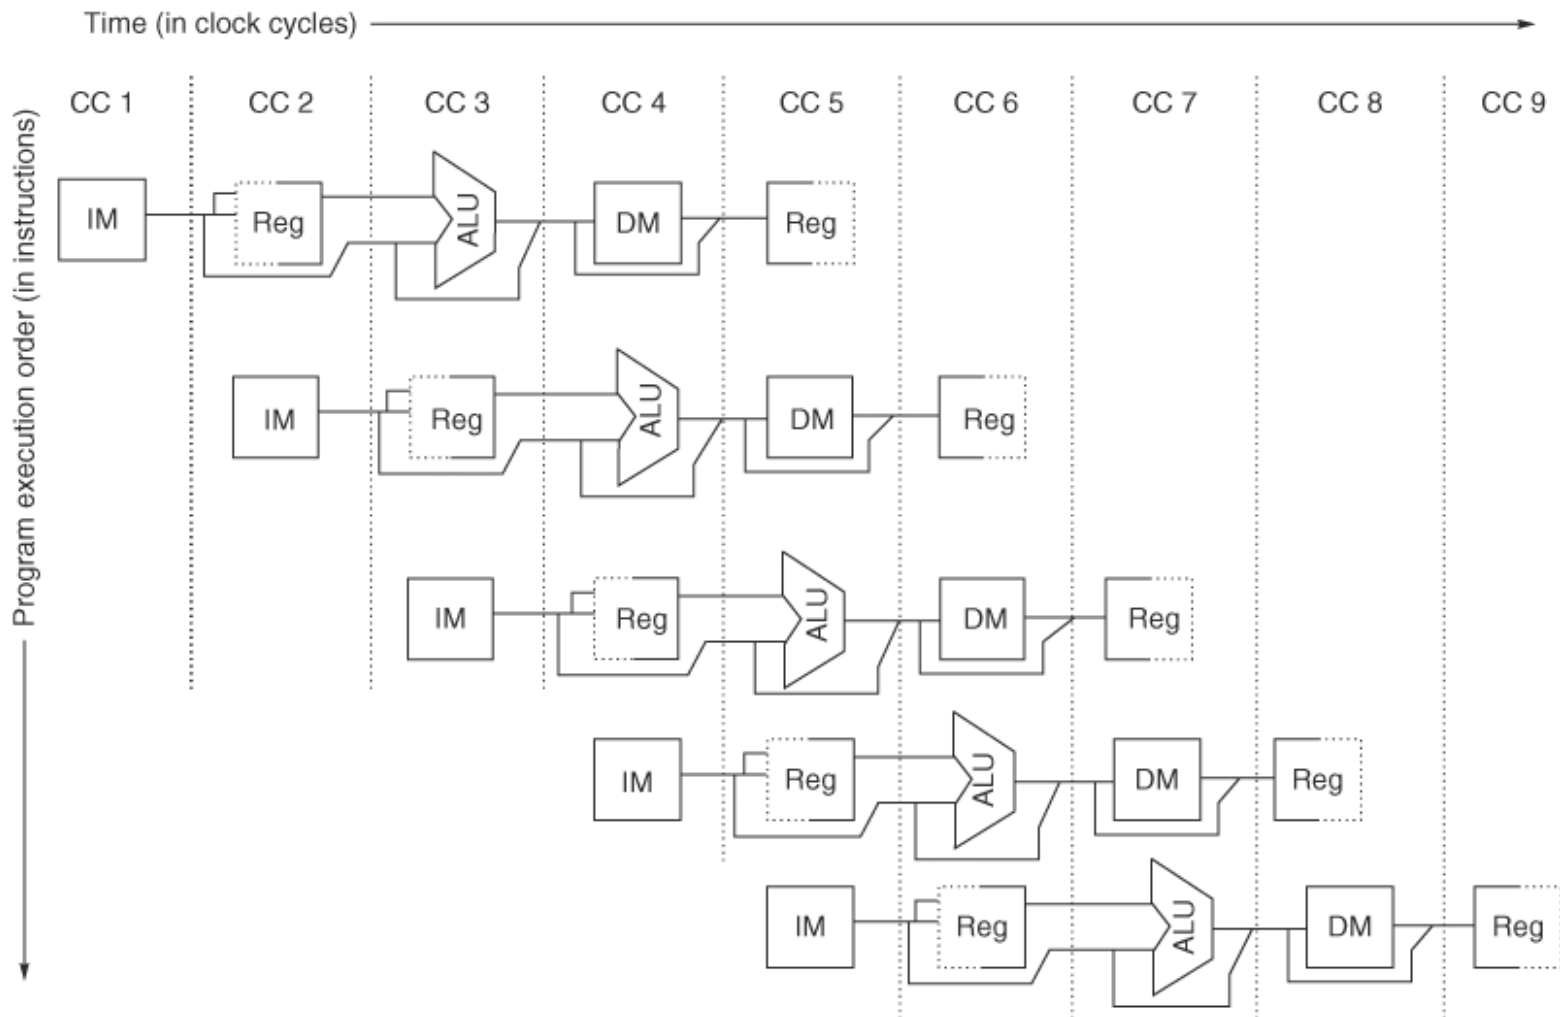 Time (in clock cycles)
CC 1 CC 2 CC 3 CC 4 CC 5 CC 6 CC 7 CC 8 CC 9
Program execution order (in instructions)
IM Reg ALU DM Reg
IM Reg ALU DM Reg
IM Reg ALU DM Reg
IM Reg ALU DM Reg
IM Reg ALU DM Reg